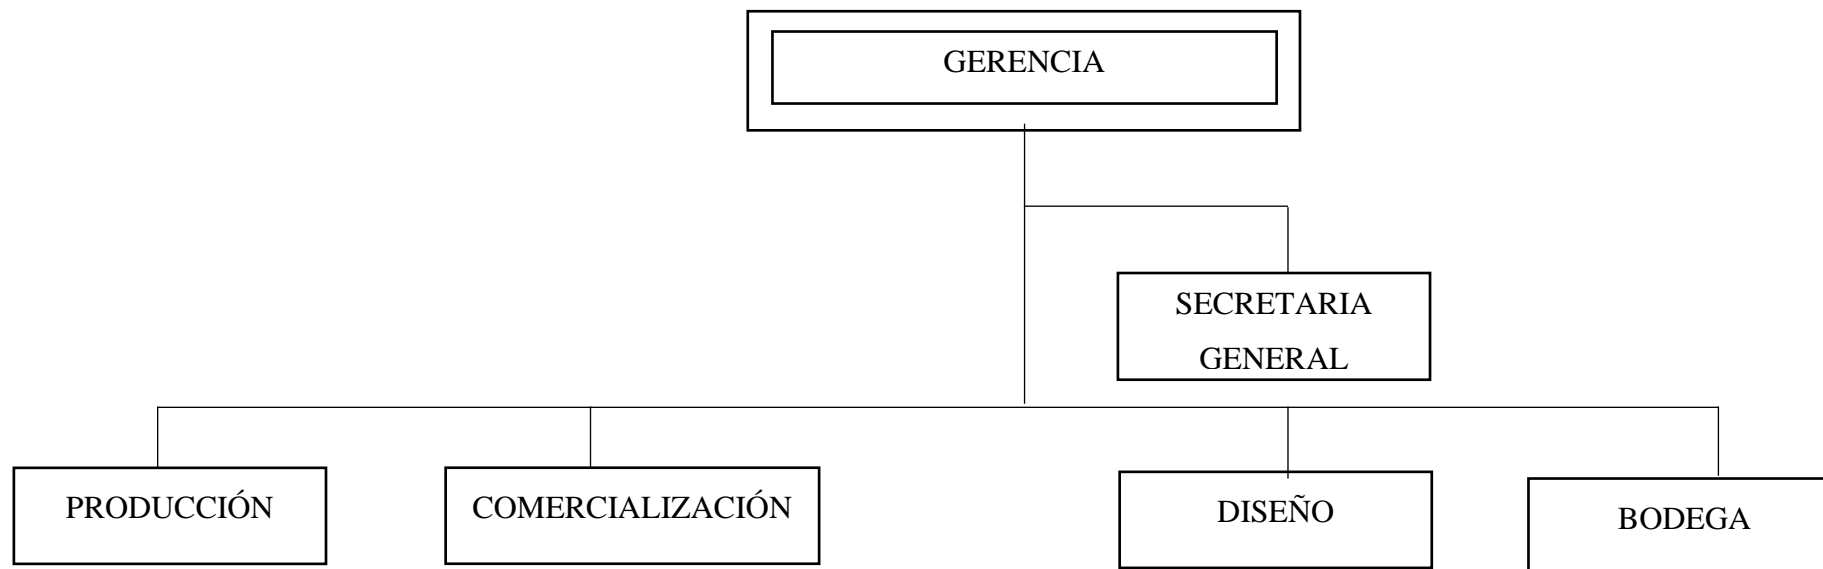 GERENCIA
SECRETARIA
GENERAL
PRODUCCIÓN
COMERCIALIZACIÓN
DISEÑO
BODEGA